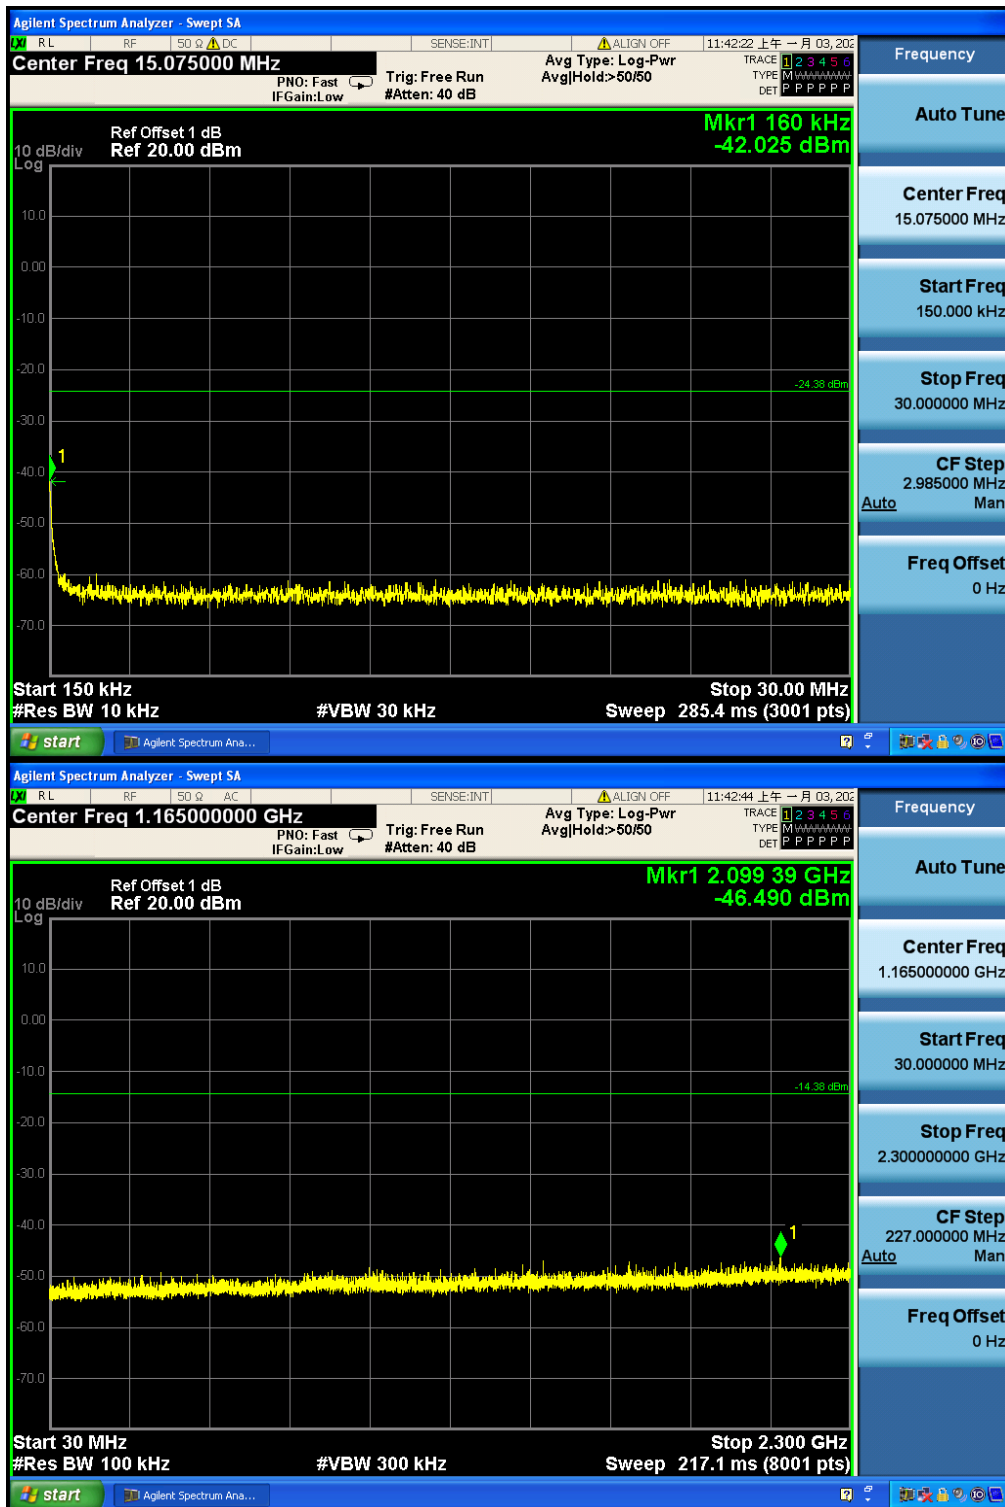 Agilent Spectrum Analyzer - Swept SA
LXI RL RF 50 Ω DC SENSE:INT ALIGN OFF 11:42:22 上午 一月 03, 202
Center Freq 15.075000 MHz
PNO: Fast
IFGain:Low
Trig: Free Run
#Atten: 40 dB
Avg Type: Log-Pwr
Avg|Hold:>50/50
TRACE 1 2 3 4 5 6
TYPE M
DET P P P P P P
Mkr1 160 kHz
-42.025 dBm
Ref Offset 1 dB
10 dB/div Ref 20.00 dBm
Log
10.0
0.00
-10.0
-20.0
-24.38 dBm
-30.0
1
-40.0
-50.0
-60.0
-70.0
Start 150 kHz Stop 30.00 MHz
#Res BW 10 kHz #VBW 30 kHz Sweep 285.4 ms (3001 pts)
Frequency
Auto Tune
Center Freq
15.075000 MHz
Start Freq
150.000 kHz
Stop Freq
30.000000 MHz
CF Step
2.985000 MHz
Auto Man
Freq Offset
0 Hz
start Agilent Spectrum Ana...
Agilent Spectrum Analyzer - Swept SA
LXI RL RF 50 Ω AC SENSE:INT ALIGN OFF 11:42:44 上午 一月 03, 202
Center Freq 1.165000000 GHz
PNO: Fast
IFGain:Low
Trig: Free Run
#Atten: 40 dB
Avg Type: Log-Pwr
Avg|Hold:>50/50
TRACE 1 2 3 4 5 6
TYPE M
DET P P P P P P
Mkr1 2.099 39 GHz
-46.490 dBm
Ref Offset 1 dB
10 dB/div Ref 20.00 dBm
Log
10.0
0.00
-10.0
-14.38 dBm
-20.0
-30.0
-40.0
1
-50.0
-60.0
-70.0
Start 30 MHz Stop 2.300 GHz
#Res BW 100 kHz #VBW 300 kHz Sweep 217.1 ms (8001 pts)
Frequency
Auto Tune
Center Freq
1.165000000 GHz
Start Freq
30.000000 MHz
Stop Freq
2.300000000 GHz
CF Step
227.000000 MHz
Auto Man
Freq Offset
0 Hz
start Agilent Spectrum Ana...